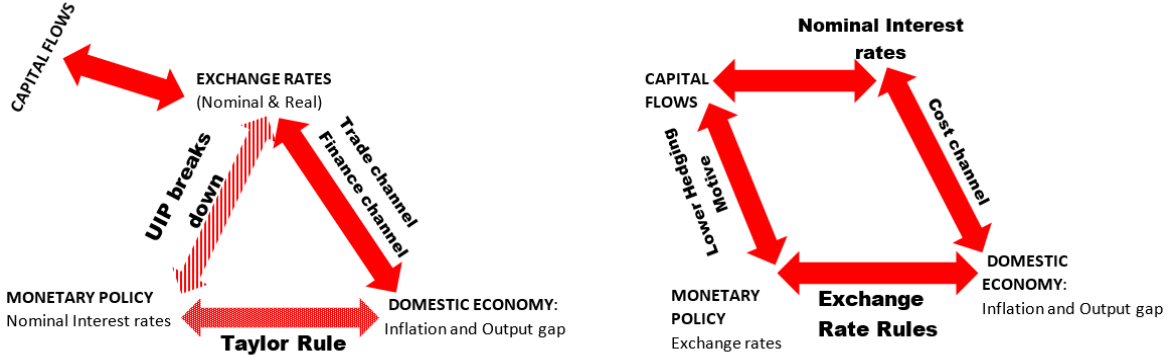 CAPITAL FLOWS
EXCHANGE RATES
(Nominal & Real)
UIP breaks
down
Trade channel
Finance channel
MONETARY POLICY
Nominal Interest rates
Taylor Rule
DOMESTIC ECONOMY:
Inflation and Output gap
Nominal Interest
rates
CAPITAL
FLOWS
Cost channel
Lower Hedging
Motive
MONETARY
POLICY
Exchange rates
Exchange
Rate Rules
DOMESTIC
ECONOMY:
Inflation and Output gap